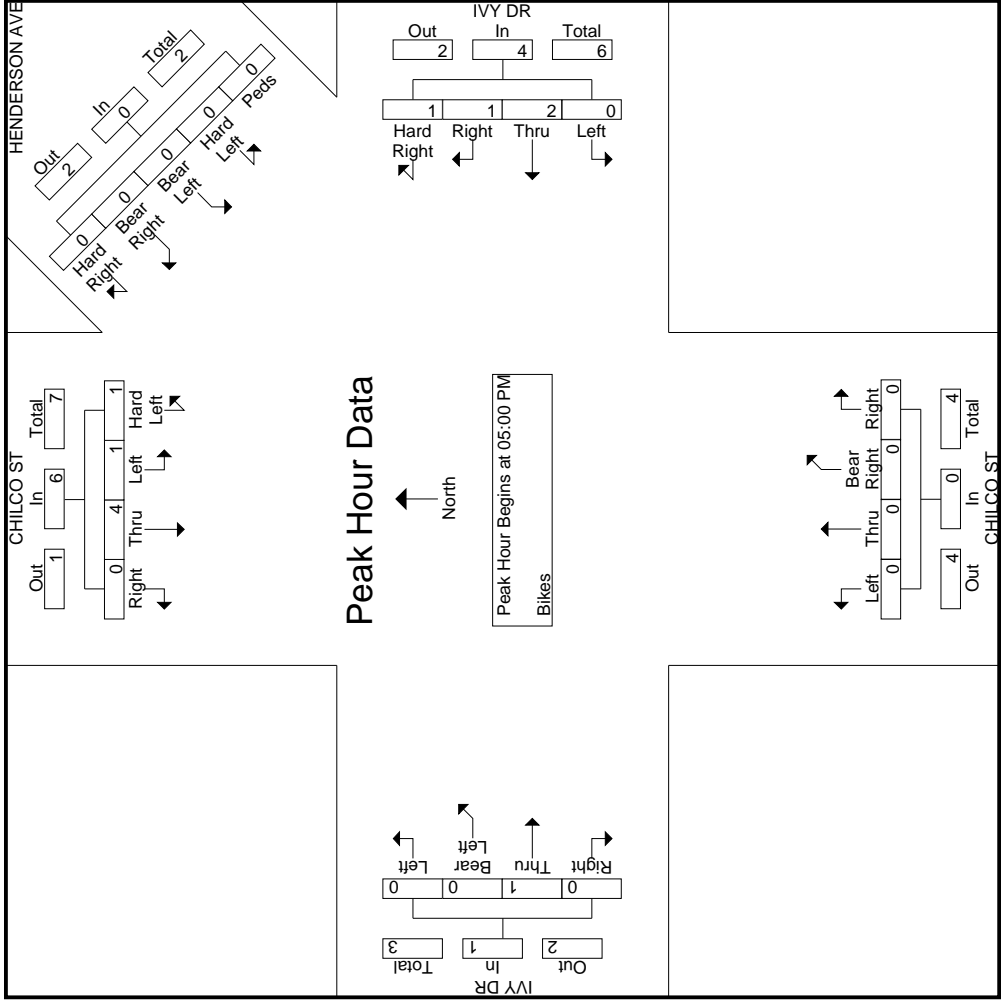 HENDERSON AVE
Out In Total
2 0 2
0 0 0 0 0
Hard Right
Bear Right
Bear Left
Hard Left
Peds
IVY DR
Out In Total
2 4 6
1 1 2 0
Hard Right
Right
Thru
Left
CHILCO ST
Out In Total
1 6 7
0 4 1 1
Right
Thru
Left
Hard Left
Peak Hour Data
North
Peak Hour Begins at 05:00 PM
Bikes
Left
Thru
Bear Right
Right
0 0 0 0
Out In Total
4 0 4
CHILCO ST
Left
Bear Left
Thru
Right
0 0 1 0
Total In Out
3 1 2
IVY DR